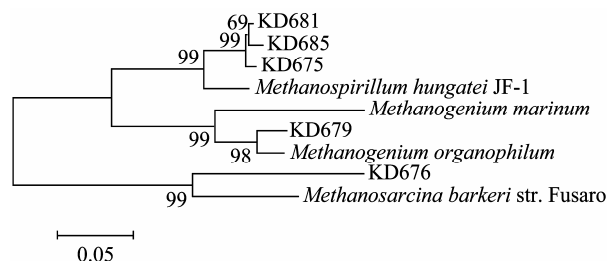 69 KD681
99 KD685
99 KD675
Methanospirillum hungatei JF-1
Methanogenium marinum
99 KD679
98 Methanogenium organophilum
KD676
99 Methanosarcina barkeri str. Fusaro
0.05